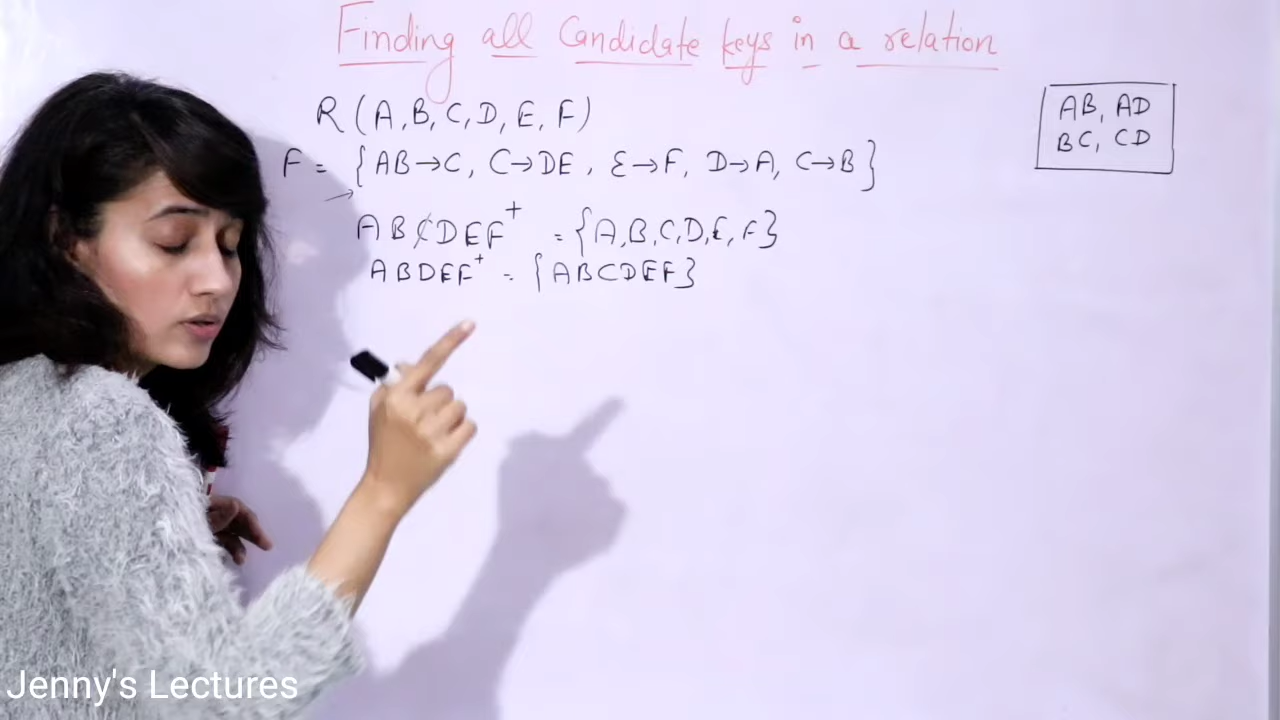 Finding all Candidate keys in a relation
R (A,B,C,D,E,F)
AB, AD
BC, CD
F = {AB→C, C→DE, E→F, D→A, C→B}
→
ABCDEF⁺ = {A,B,C,D,E,F}
ABDEF⁺ = {ABCDEF}
Jenny's Lectures